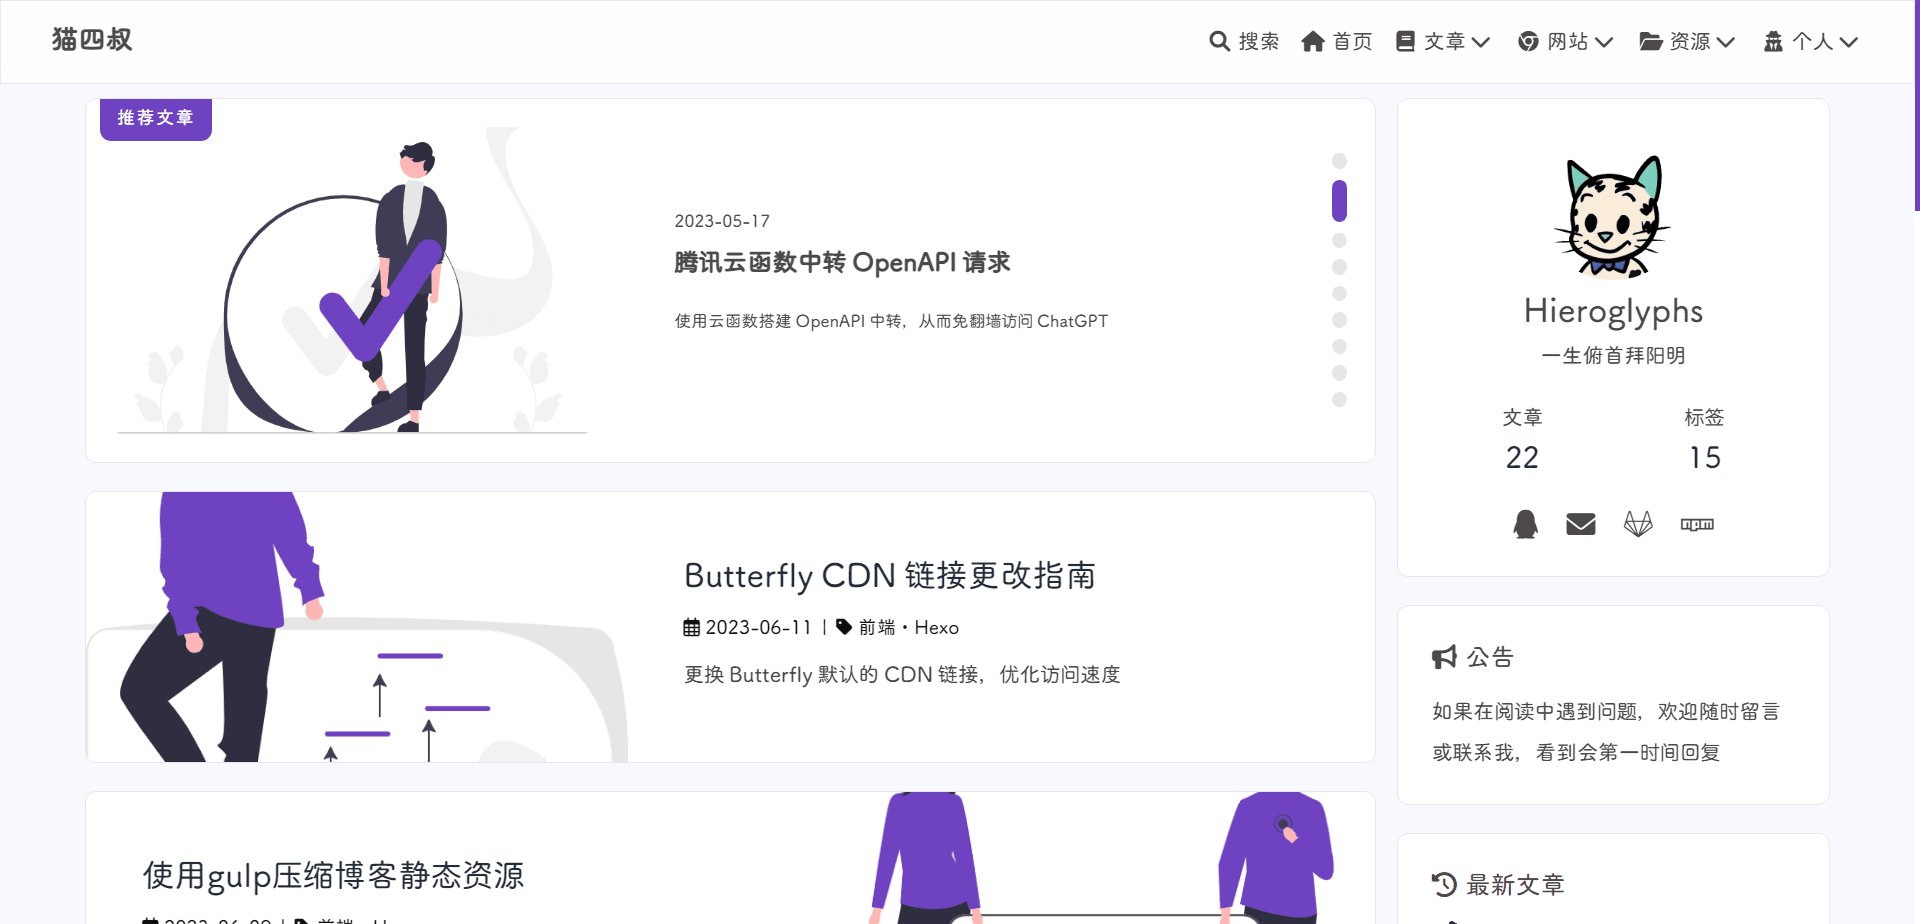 猫四叔
搜索 首页 文章 网站 资源 个人
推荐文章
2023-05-17
腾讯云函数中转 OpenAPI 请求
使用云函数搭建 OpenAPI 中转，从而免翻墙访问 ChatGPT
Butterfly CDN 链接更改指南
2023-06-11 | 前端·Hexo
更换 Butterfly 默认的 CDN 链接，优化访问速度
使用gulp压缩博客静态资源
Hieroglyphs
一生俯首拜阳明
文章 标签
22 15
公告
如果在阅读中遇到问题，欢迎随时留言
或联系我，看到会第一时间回复
最新文章